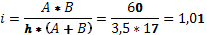 i = A * B / h * (A + B) = 60 / 3,5 * 17 = 1,01